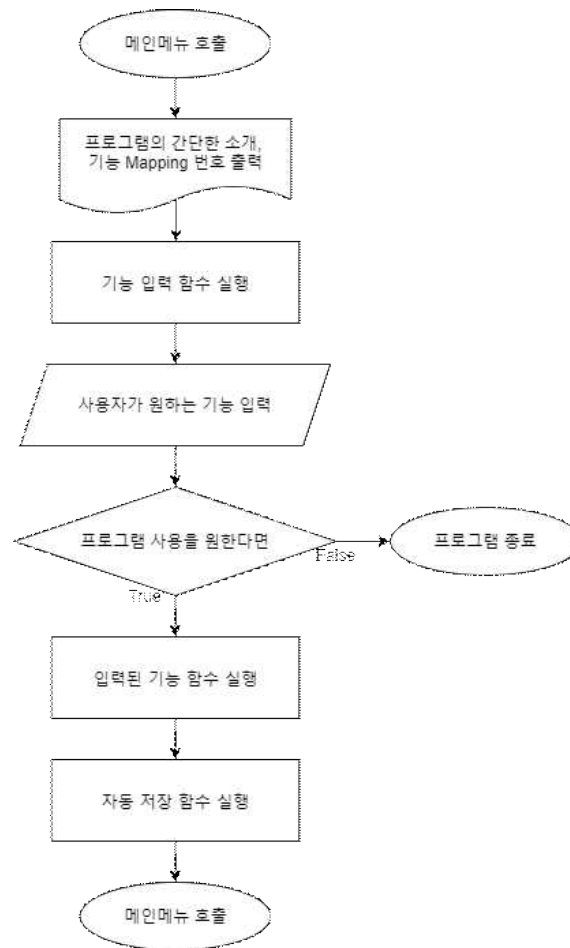 메인메뉴 호출
프로그램의 간단한 소개,
기능 Mapping 번호 출력
기능 입력 함수 실행
사용자가 원하는 기능 입력
프로그램 사용을 원한다면
프로그램 종료
False
True
입력된 기능 함수 실행
자동 저장 함수 실행
메인메뉴 호출